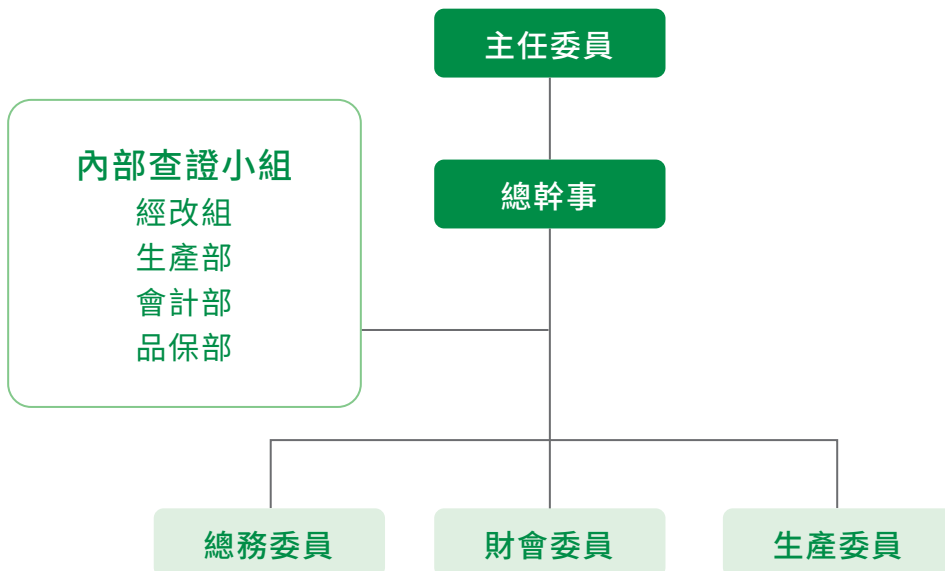 主任委員
總幹事
內部查證小組
經改組
生產部
會計部
品保部
總務委員
財會委員
生產委員